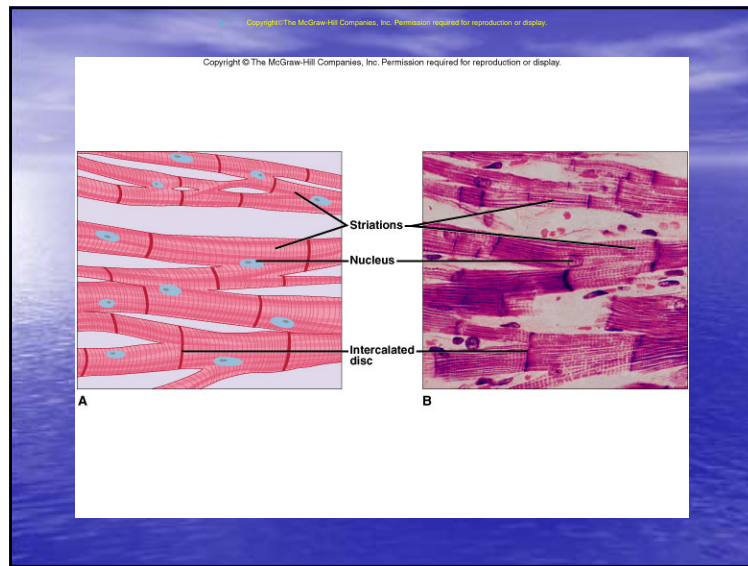 Copyright©The McGraw-Hill Companies, Inc. Permission required for reproduction or display.
Copyright © The McGraw-Hill Companies, Inc. Permission required for reproduction or display.
Striations
Nucleus
Intercalated
disc
A
B